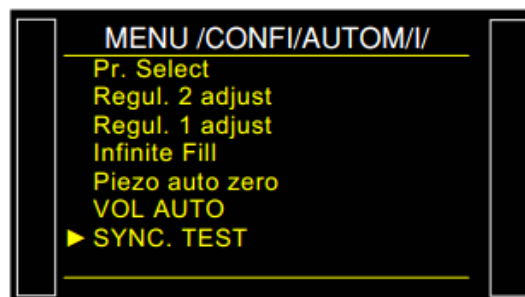 MENU /CONFI/AUTOM/I/
Pr. Select
Regul. 2 adjust
Regul. 1 adjust
Infinite Fill
Piezo auto zero
VOL AUTO
► SYNC. TEST